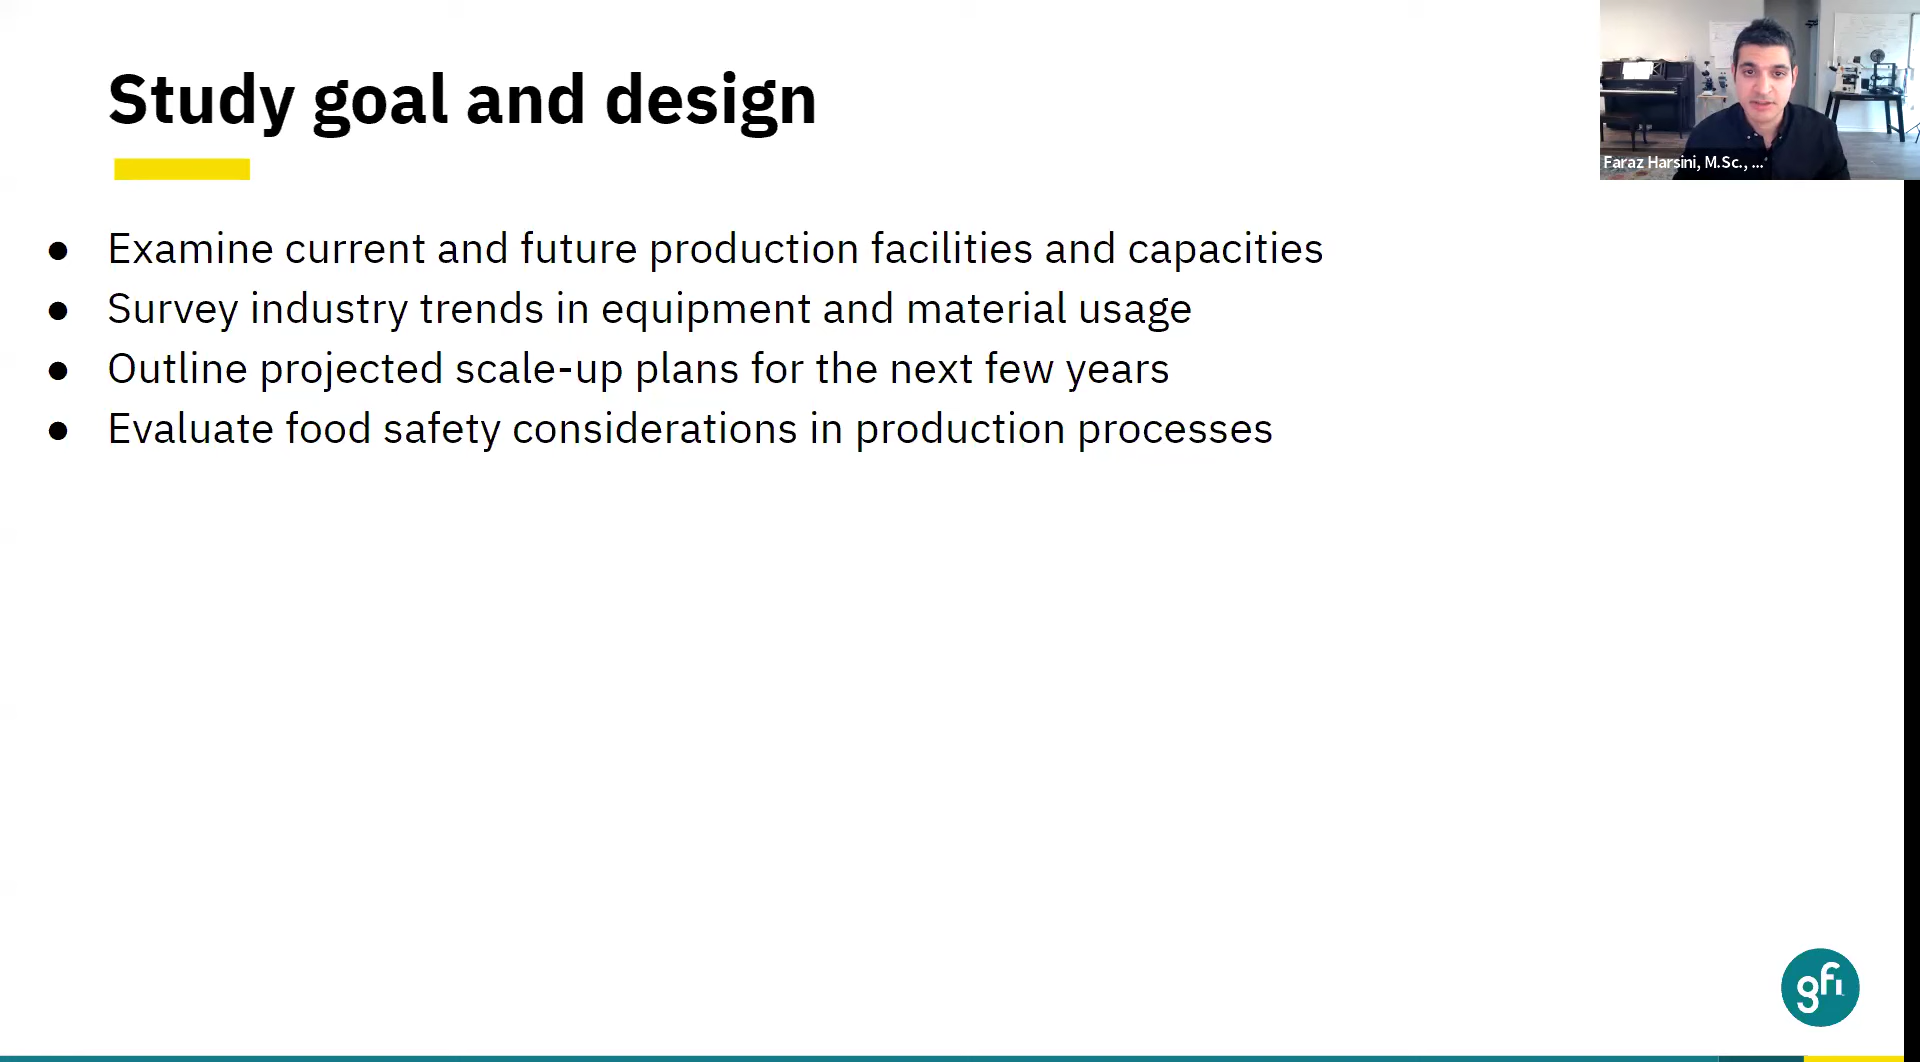 Study goal and design
Faraz Harsini, M.Sc., ...
● Examine current and future production facilities and capacities
● Survey industry trends in equipment and material usage
● Outline projected scale-up plans for the next few years
● Evaluate food safety considerations in production processes
gfi